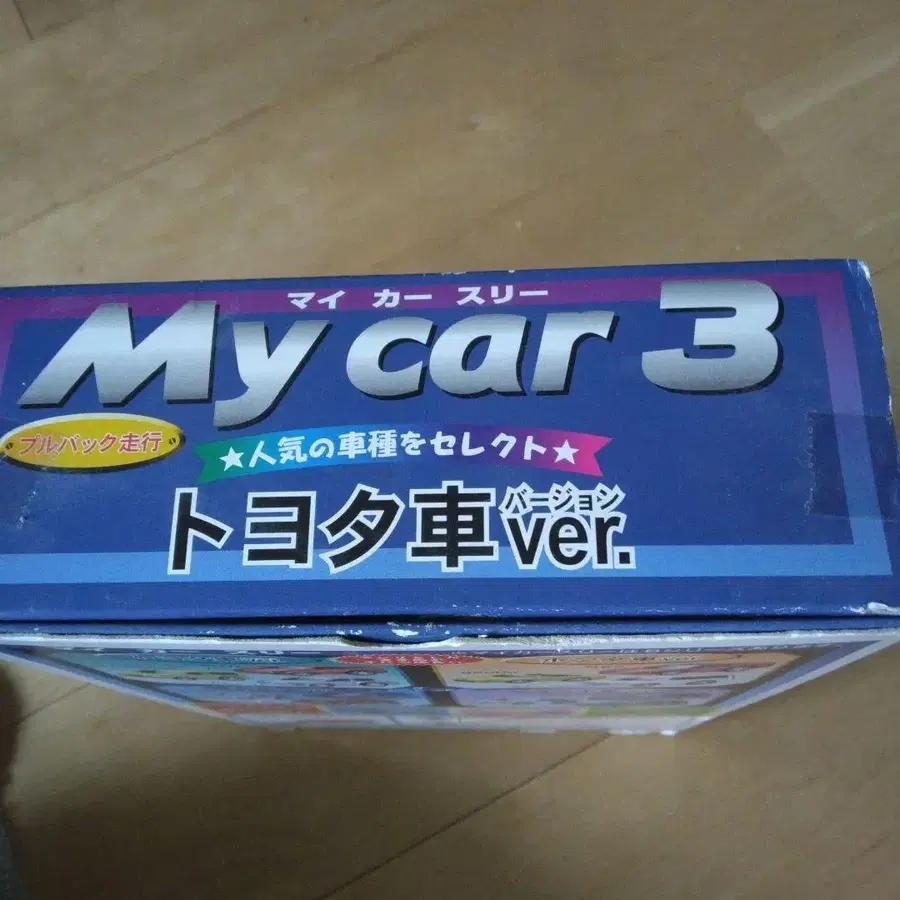 マイ カー スリー
My car 3
プルバック走行
★人気の車種をセレクト★
バージョン
トヨタ車ver.